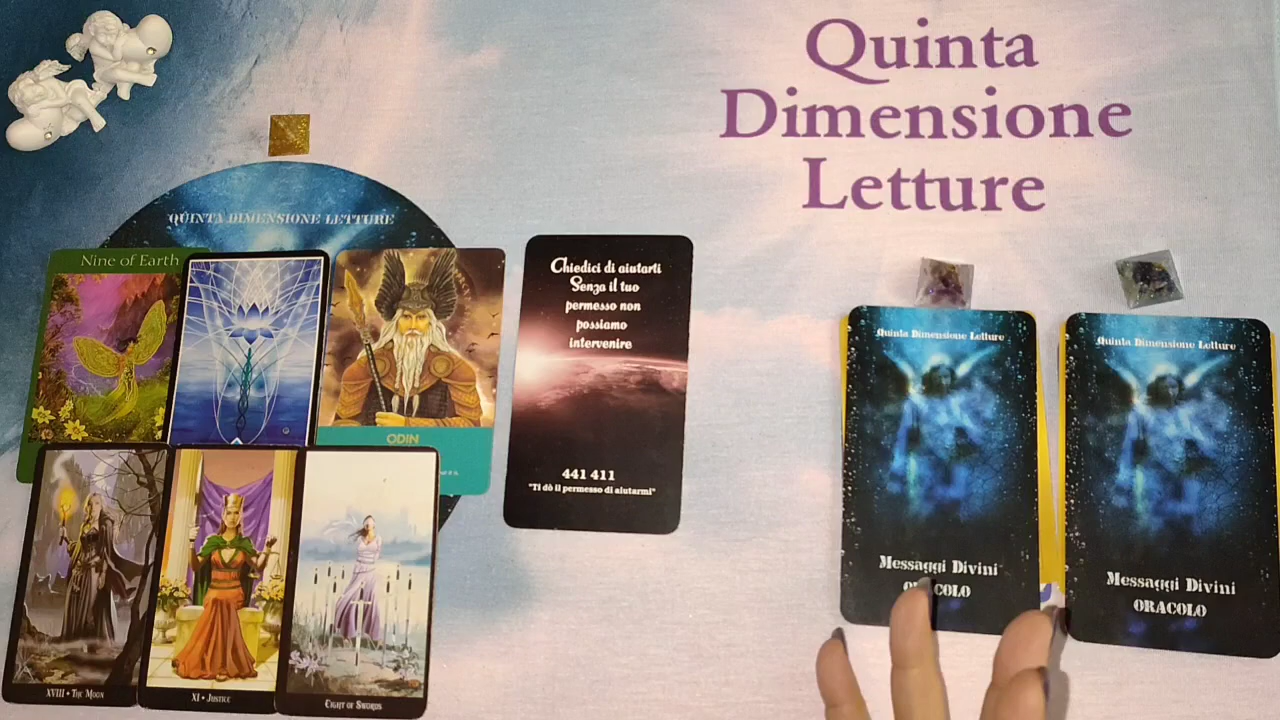 Quinta
Dimensione
Letture
QUINTA DIMENSIONE LETTURE
Nine of Earth
ODIN
Chiedici di aiutarti
Senza il tuo
permesso non
possiamo
intervenire
441 411
"Ti dò il permesso di aiutarmi"
XVIII • The Moon
XI • Justice
Eight of Swords
Quinta Dimensione Letture
Messaggi Divini
Quinta Dimensione Letture
Messaggi Divini
ORACOLO